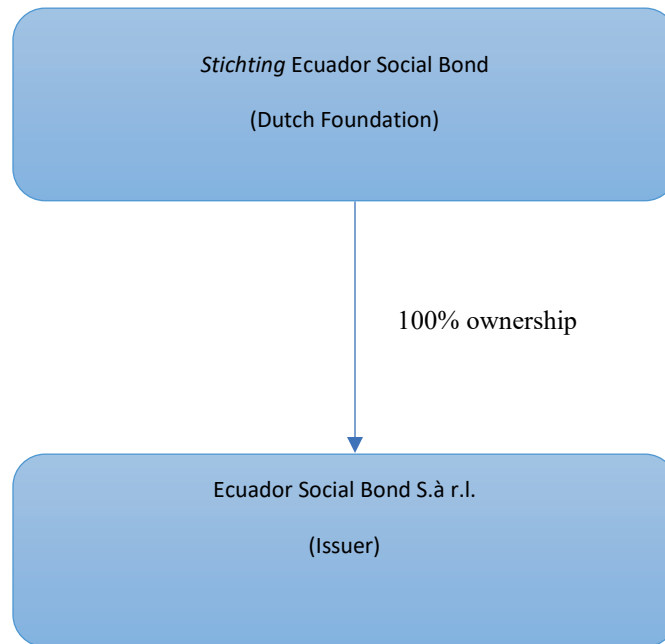 Stichting Ecuador Social Bond
(Dutch Foundation)
100% ownership
Ecuador Social Bond S.à r.l.
(Issuer)